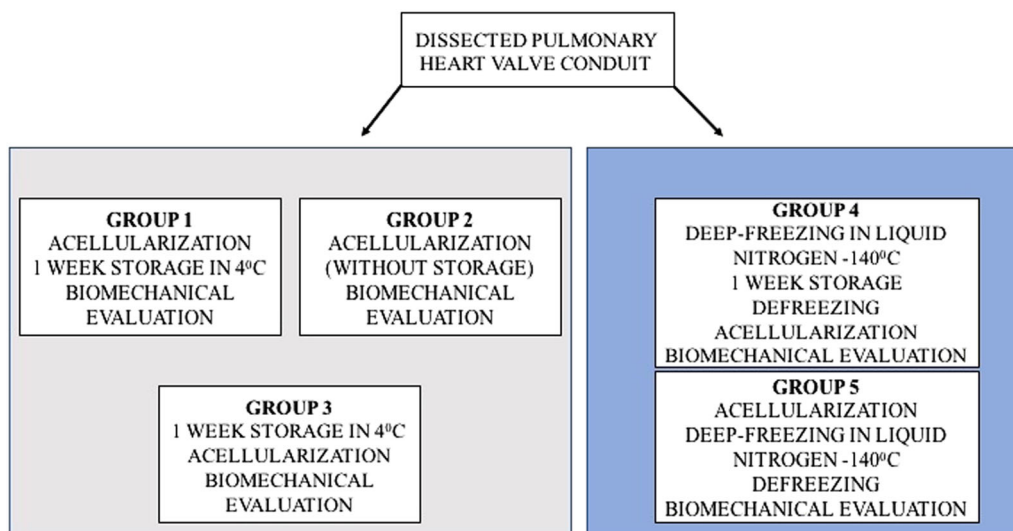 DISSECTED PULMONARY
HEART VALVE CONDUIT
GROUP 1
ACELLULARIZATION
1 WEEK STORAGE IN 4⁰C
BIOMECHANICAL
EVALUATION
GROUP 2
ACELLULARIZATION
(WITHOUT STORAGE)
BIOMECHANICAL
EVALUATION
GROUP 3
1 WEEK STORAGE IN 4⁰C
ACELLULARIZATION
BIOMECHANICAL
EVALUATION
GROUP 4
DEEP-FREEZING IN LIQUID
NITROGEN -140⁰C
1 WEEK STORAGE
DEFREEZING
ACELLULARIZATION
BIOMECHANICAL EVALUATION
GROUP 5
ACELLULARIZATION
DEEP-FREEZING IN LIQUID
NITROGEN -140⁰C
DEFREEZING
BIOMECHANICAL EVALUATION